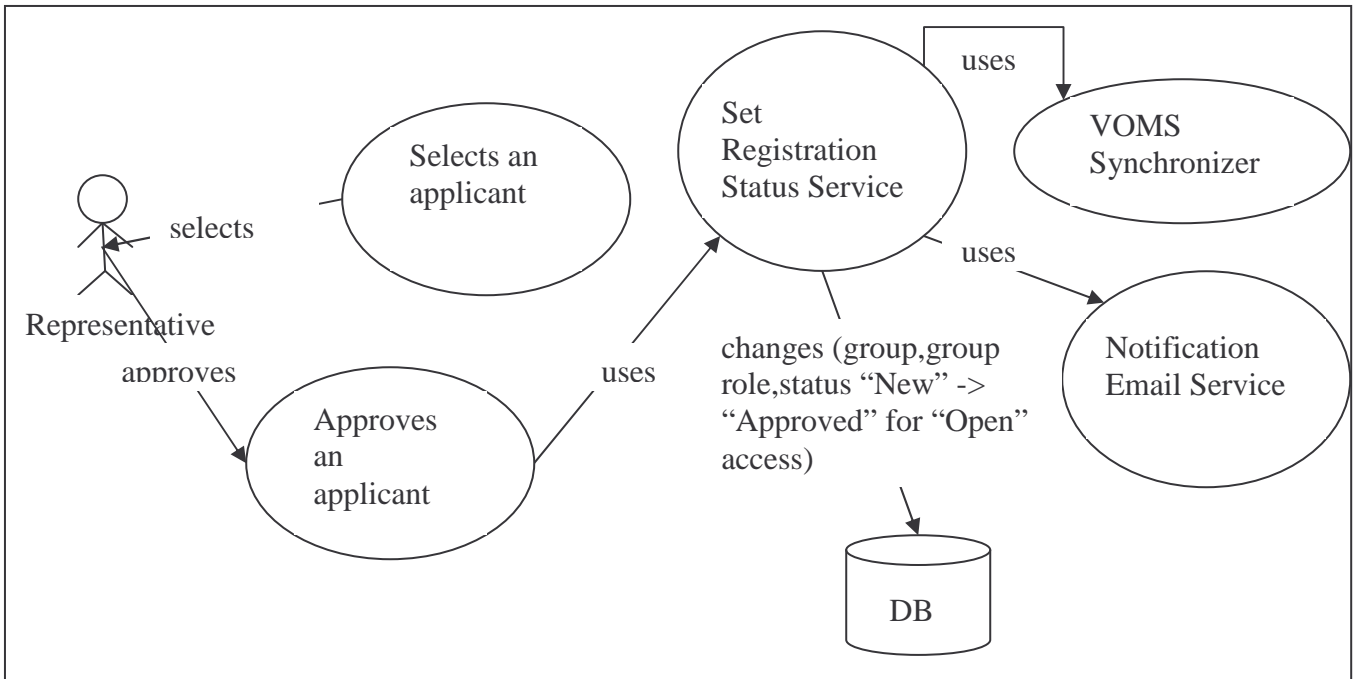 uses
Set
Registration
Status Service
VOMS
Synchronizer
Selects an
applicant
selects
uses
Representative
approves
uses
changes (group,group
role,status “New” ->
“Approved” for “Open”
access)
Notification
Email Service
Approves
an
applicant
DB